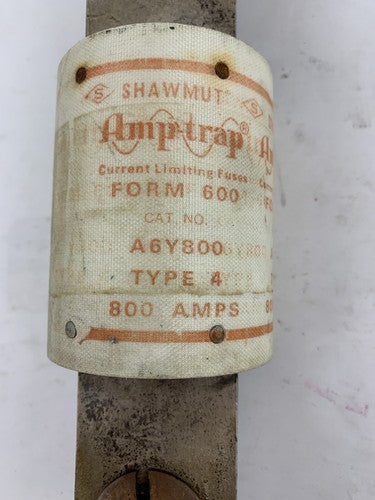 S SHAWMUT S
Amp-trap®
Current Limiting Fuses
FORM 600
CAT. NO.
A6Y800
TYPE 4
800 AMPS